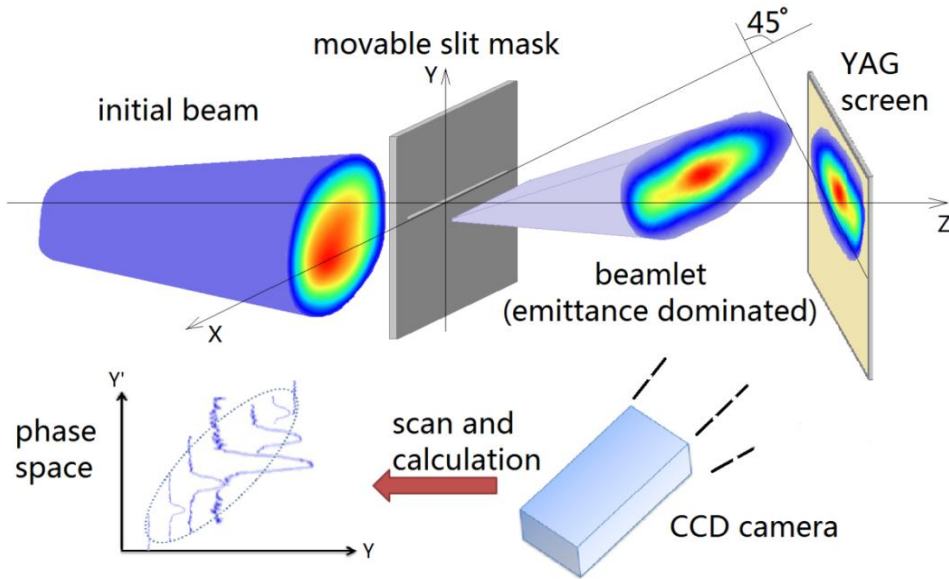 movable slit mask
Y
45°
YAG
screen
initial beam
Z
X
beamlet
(emittance dominated)
Y'
phase
space
scan and
calculation
Y
CCD camera